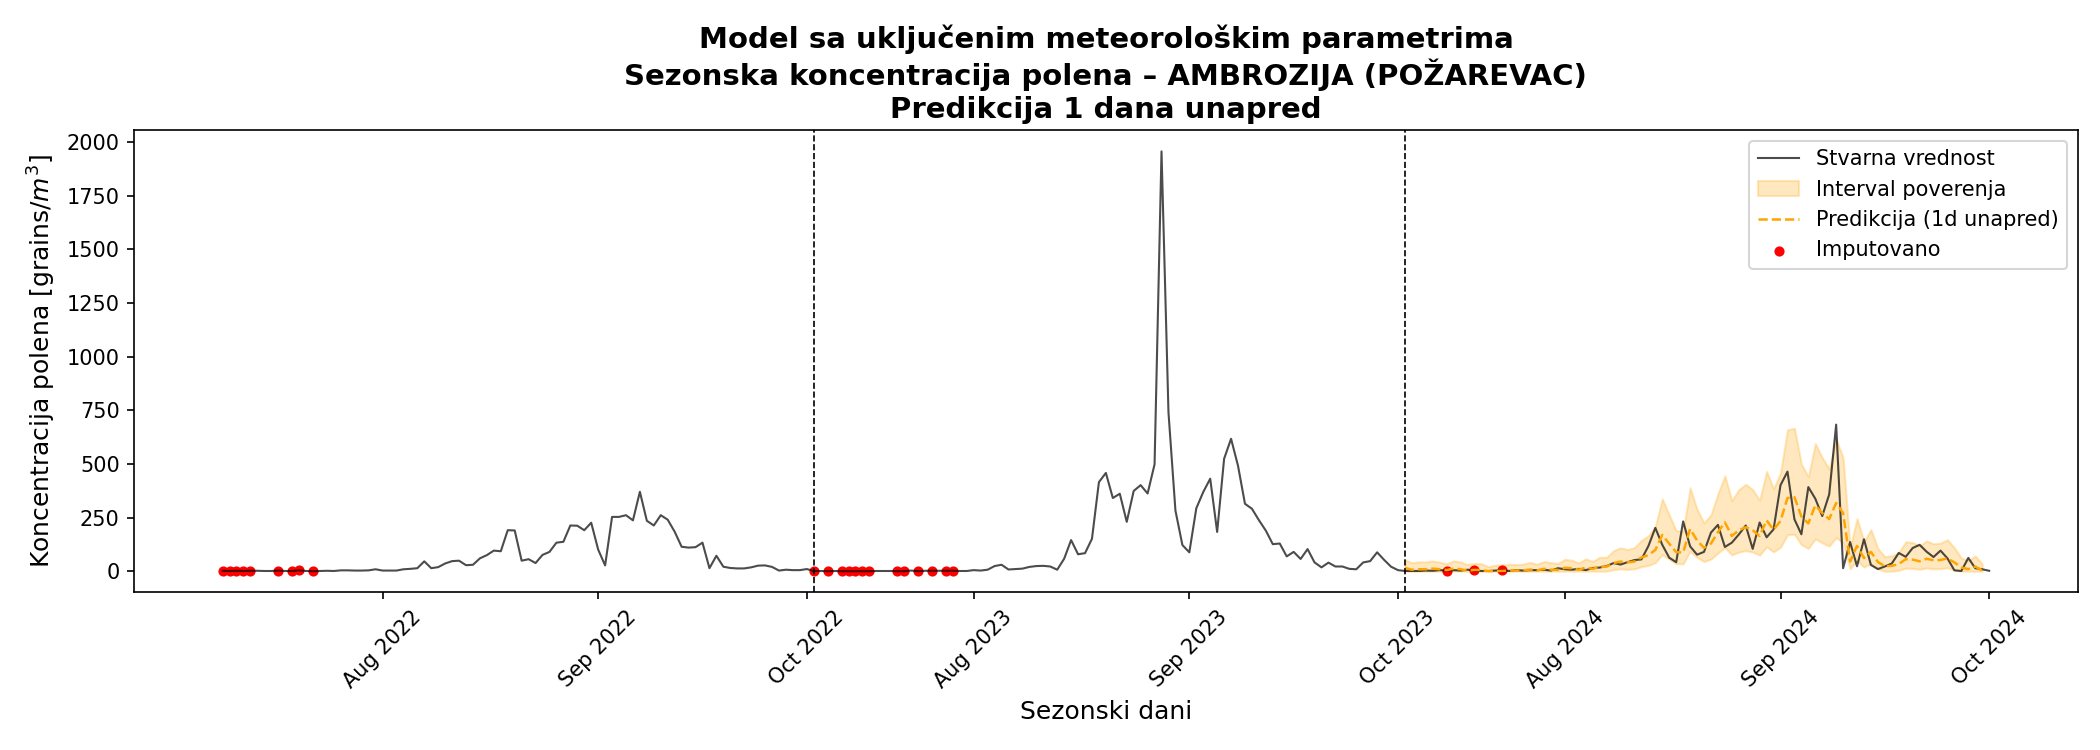 Model sa uključenim meteorološkim parametrima
Sezonska koncentracija polena – AMBROZIJA (POŽAREVAC)
Predikcija 1 dana unapred
Koncentracija polena [grains/m³]
2000
1750
1500
1250
1000
750
500
250
0
Stvarna vrednost
Interval poverenja
Predikcija (1d unapred)
Imputovano
Aug 2022
Sep 2022
Oct 2022
Aug 2023
Sep 2023
Oct 2023
Aug 2024
Sep 2024
Oct 2024
Sezonski dani